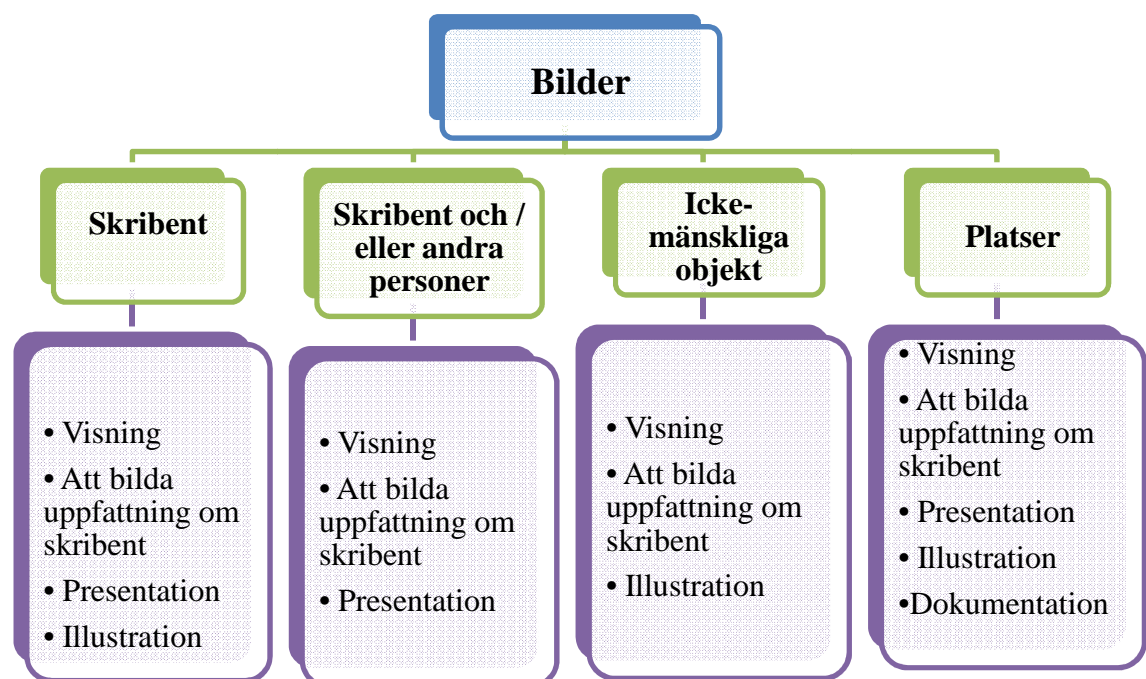 Bilder
Skribent
Skribent och /
eller andra
personer
Icke-
mänskliga
objekt
Platser
• Visning
• Att bilda
uppfattning om
skribent
• Presentation
• Illustration
• Visning
• Att bilda
uppfattning om
skribent
• Presentation
• Visning
• Att bilda
uppfattning om
skribent
• Illustration
• Visning
• Att bilda
uppfattning om
skribent
• Presentation
• Illustration
•Dokumentation